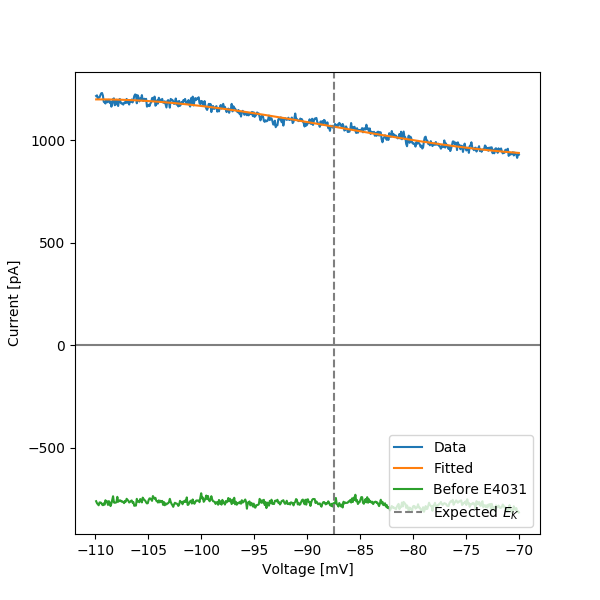 1000
500
0
−500
Current [pA]
Data
Fitted
Before E4031
Expected E_K
−110 −105 −100 −95 −90 −85 −80 −75 −70
Voltage [mV]